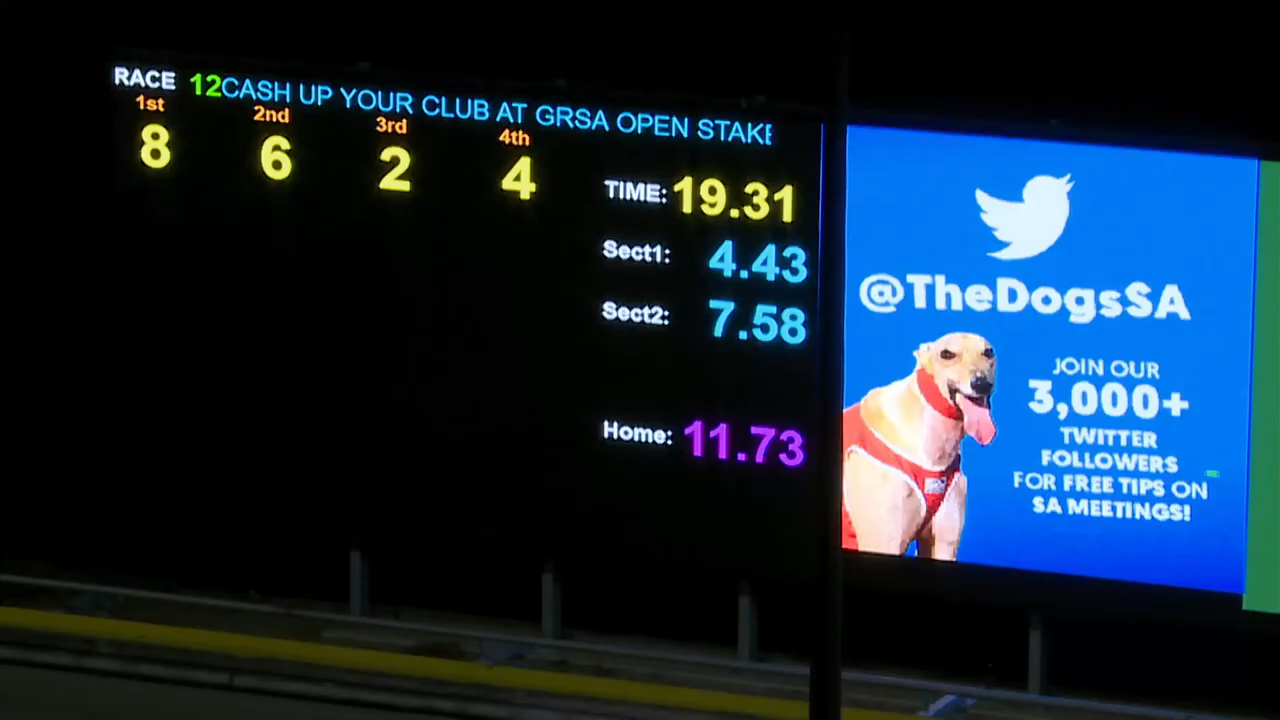 RACE 12CASH UP YOUR CLUB AT GRSA OPEN STAKE
1st 2nd 3rd 4th
8 6 2 4
TIME: 19.31
Sect1: 4.43
Sect2: 7.58
Home: 11.73
@TheDogsSA
JOIN OUR
3,000+
TWITTER
FOLLOWERS
FOR FREE TIPS ON
SA MEETINGS!